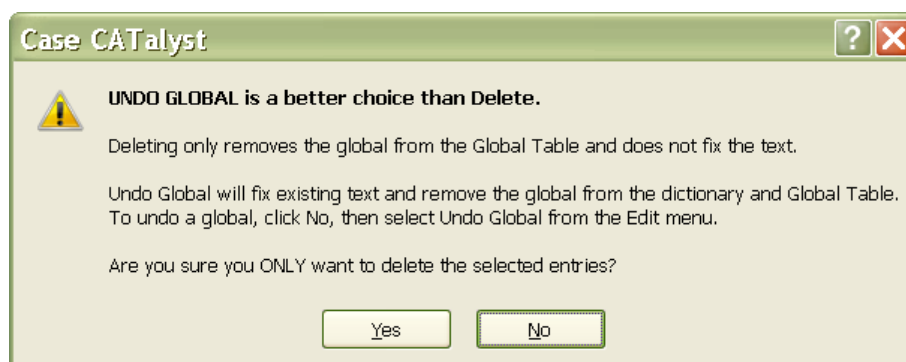 Case CATalyst
UNDO GLOBAL is a better choice than Delete.
Deleting only removes the global from the Global Table and does not fix the text.
Undo Global will fix existing text and remove the global from the dictionary and Global Table.
To undo a global, click No, then select Undo Global from the Edit menu.
Are you sure you ONLY want to delete the selected entries?
Yes
No